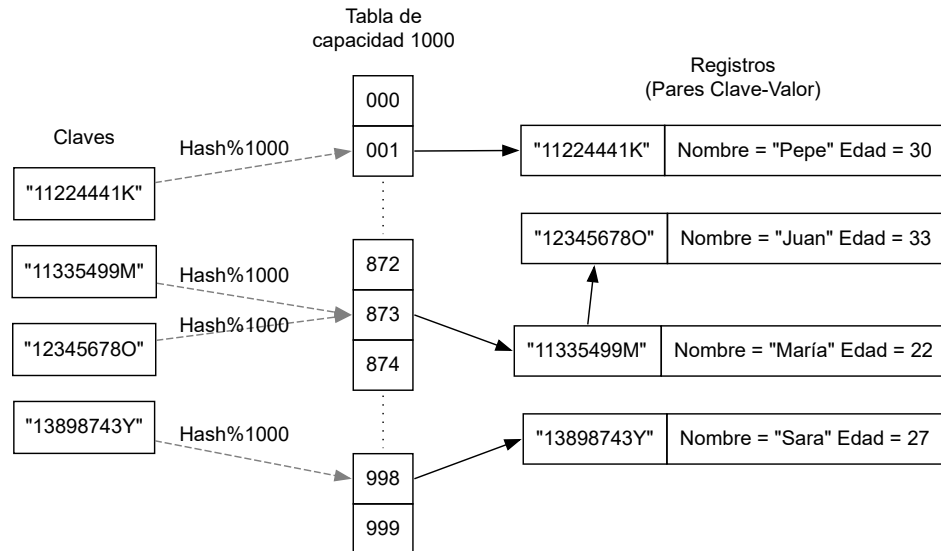 Tabla de
capacidad 1000
Registros
(Pares Clave-Valor)
Claves
000
001
Hash%1000
"11224441K"
"11224441K" Nombre = "Pepe" Edad = 30
"12345678O" Nombre = "Juan" Edad = 33
872
"11335499M"
Hash%1000
873
Hash%1000
"12345678O"
874
"11335499M" Nombre = "María" Edad = 22
"13898743Y"
Hash%1000
"13898743Y" Nombre = "Sara" Edad = 27
998
999